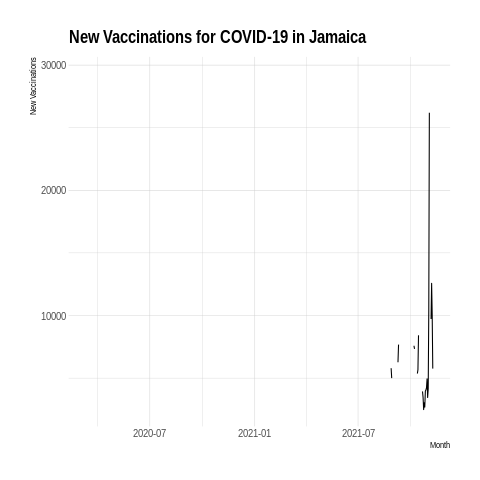 New Vaccinations for COVID-19 in Jamaica
New Vaccinations
30000
20000
10000
2020-07 2021-01 2021-07
Month